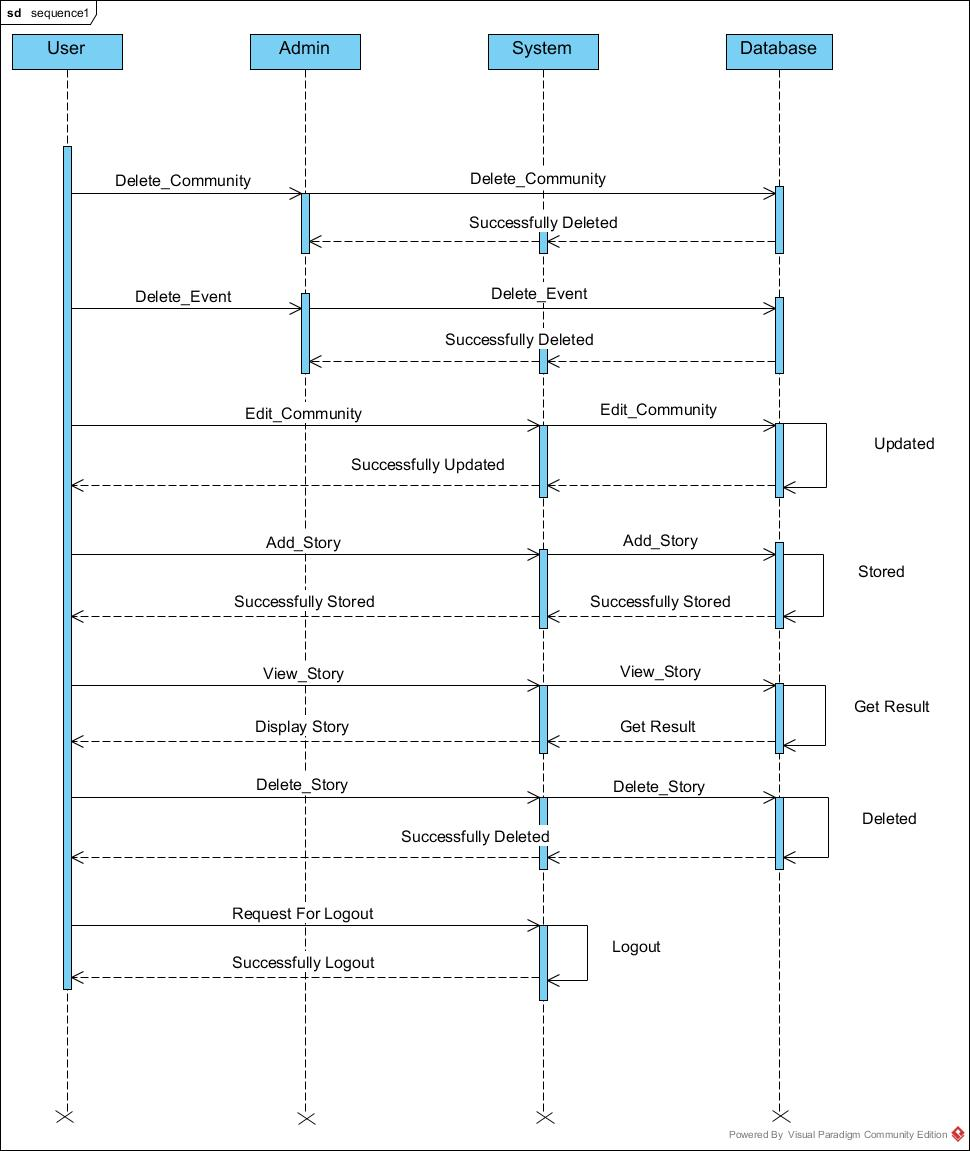 sd sequence1
User
Admin
System
Database
Delete_Community
Delete_Community
Successfully Deleted
Delete_Event
Delete_Event
Successfully Deleted
Edit_Community
Edit_Community
Updated
Successfully Updated
Add_Story
Add_Story
Stored
Successfully Stored
Successfully Stored
View_Story
View_Story
Get Result
Display Story
Get Result
Delete_Story
Delete_Story
Deleted
Successfully Deleted
Request For Logout
Logout
Successfully Logout
Powered By Visual Paradigm Community Edition